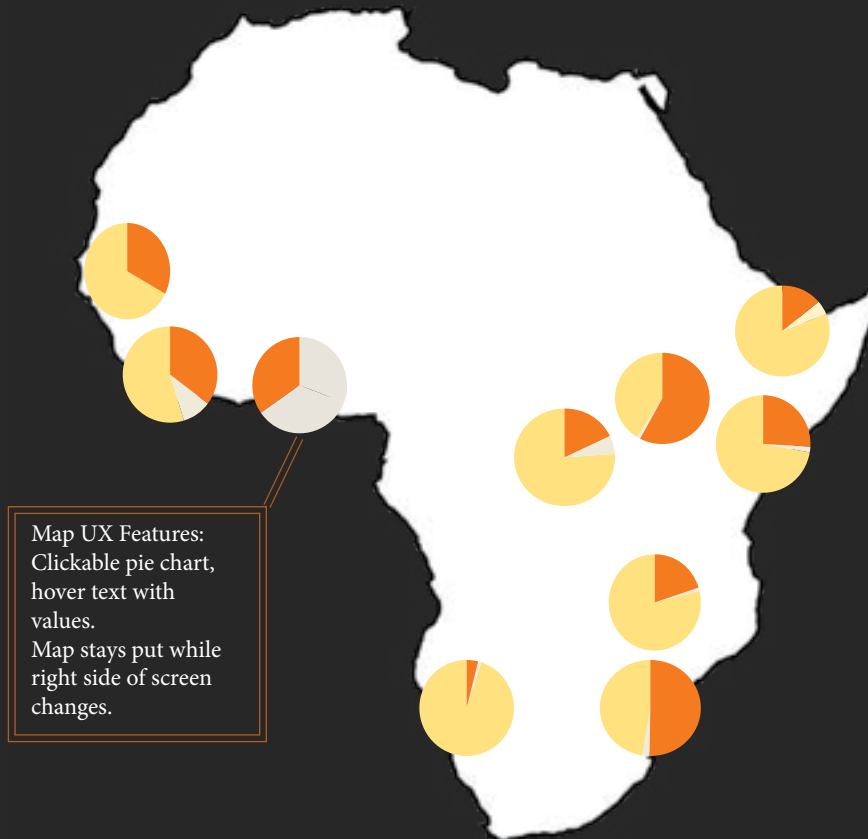 Map UX Features:
Clickable pie chart,
hover text with
values.
Map stays put while
right side of screen
changes.